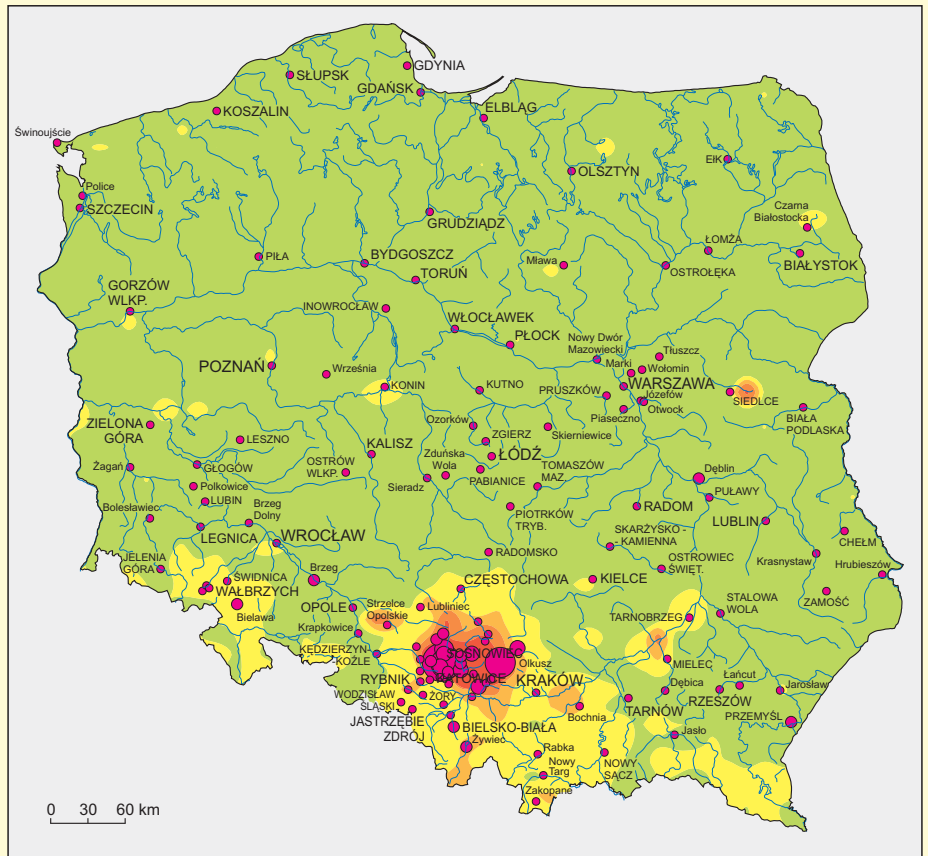 GDYNIA
SŁUPSK
GDAŃSK
KOSZALIN
ELBLĄG
Świnoujście
EŁK
OLSZTYN
Police
SZCZECIN
Czarna
Białostocka
GRUDZIĄDZ
ŁOMŻA
BYDGOSZCZ
PIŁA
Mława
BIAŁYSTOK
TORUŃ
OSTROŁĘKA
GORZÓW
WLKP.
INOWROCŁAW
WŁOCŁAWEK
PŁOCK
Nowy Dwór
Mazowiecki
Tłuszcz
Marki
Wołomin
POZNAŃ
Września
KONIN
KUTNO
PRUSZKÓW
WARSZAWA
Józefów
Otwock
SIEDLCE
Piaseczno
BIAŁA
PODLASKA
ZIELONA
GÓRA
Ozorków
ZGIERZ
Skierniewice
LESZNO
KALISZ
ŁÓDŹ
Żagań
GŁOGÓW
OSTRÓW
WLKP.
Zduńska
Wola
Sieradz
PABIANICE
TOMASZÓW
MAZ.
Dęblin
Polkowice
LUBIN
PUŁAWY
Bolesławiec
Brzeg
Dolny
PIOTRKÓW
TRYB.
RADOM
LUBLIN
LEGNICA
WROCŁAW
SKARŻYSKO -
- KAMIENNA
CHEŁM
JELENIA
GÓRA
RADOMSKO
OSTROWIEC
ŚWIĘT.
Krasnystaw
Hrubieszów
ŚWIDNICA
WAŁBRZYCH
Brzeg
CZĘSTOCHOWA
KIELCE
ZAMOŚĆ
Bielawa
OPOLE
Strzelce
Opolskie
Lubliniec
STALOWA
WOLA
TARNOBRZEG
Krapkowice
KĘDZIERZYN-
KOŹLE
SOSNOWIEC
Olkusz
MIELEC
RYBNIK
KATOWICE
KRAKÓW
Dębica
Łańcut
WODZISŁAW
ŚLĄSKI
ŻORY
RZESZÓW
Jarosław
JASTRZĘBIE
ZDRÓJ
BIELSKO-BIAŁA
Bochnia
TARNÓW
PRZEMYŚL
Żywiec
Jasło
Rabka
Nowy
Targ
NOWY
SĄCZ
Zakopane
0 30 60 km